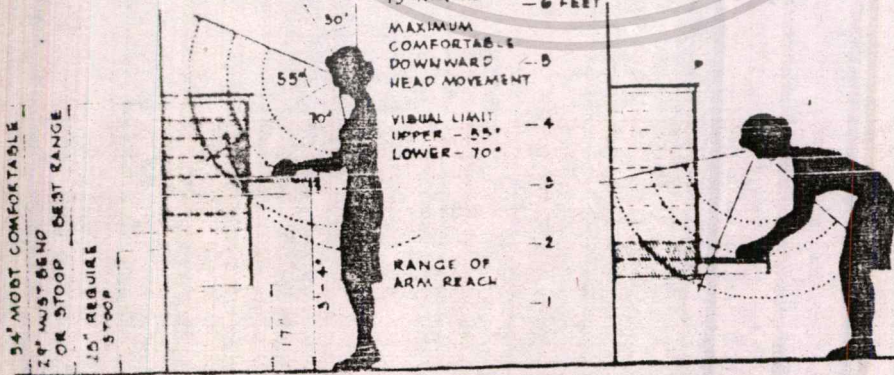 - 6 FEET
30°
MAXIMUM
COMFORTABLE
DOWNWARD
HEAD MOVEMENT
- 5
55°
70°
VISUAL LIMIT
UPPER - 55°
LOWER - 70°
- 4
- 3
- 2
RANGE OF
ARM REACH
- 1
17"
3'-4"
54" MOST COMFORTABLE
29" MUST BEND
OR STOOP BEST RANGE
REQUIRE
STOOP